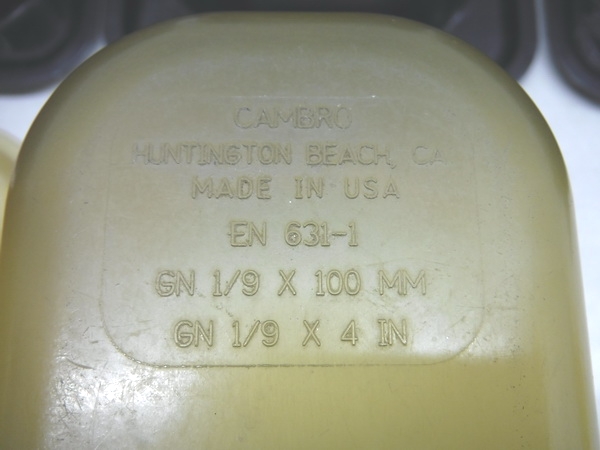 CAMBRO
HUNTINGTON BEACH, CA
MADE IN USA
EN 631-1
GN 1/9 X 100 MM
GN 1/9 X 4 IN